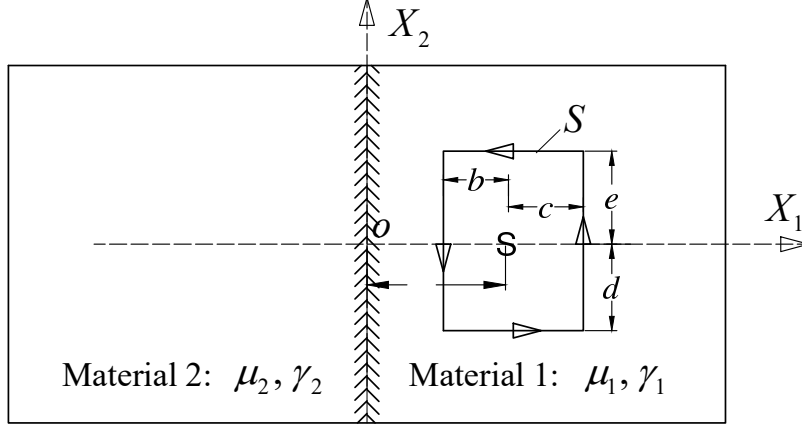 X₂
S
b
c
e
o
S
X₁
d
Material 2: μ₂, γ₂ Material 1: μ₁, γ₁